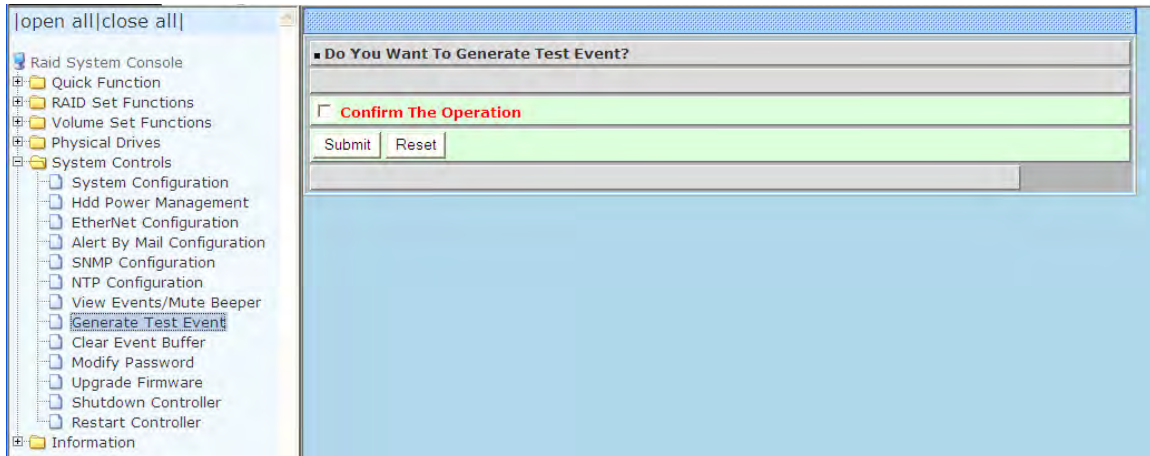 |open all|close all|
Raid System Console
Quick Function
RAID Set Functions
Volume Set Functions
Physical Drives
System Controls
System Configuration
Hdd Power Management
EtherNet Configuration
Alert By Mail Configuration
SNMP Configuration
NTP Configuration
View Events/Mute Beeper
Generate Test Event
Clear Event Buffer
Modify Password
Upgrade Firmware
Shutdown Controller
Restart Controller
Information
Do You Want To Generate Test Event?
Confirm The Operation
Submit Reset